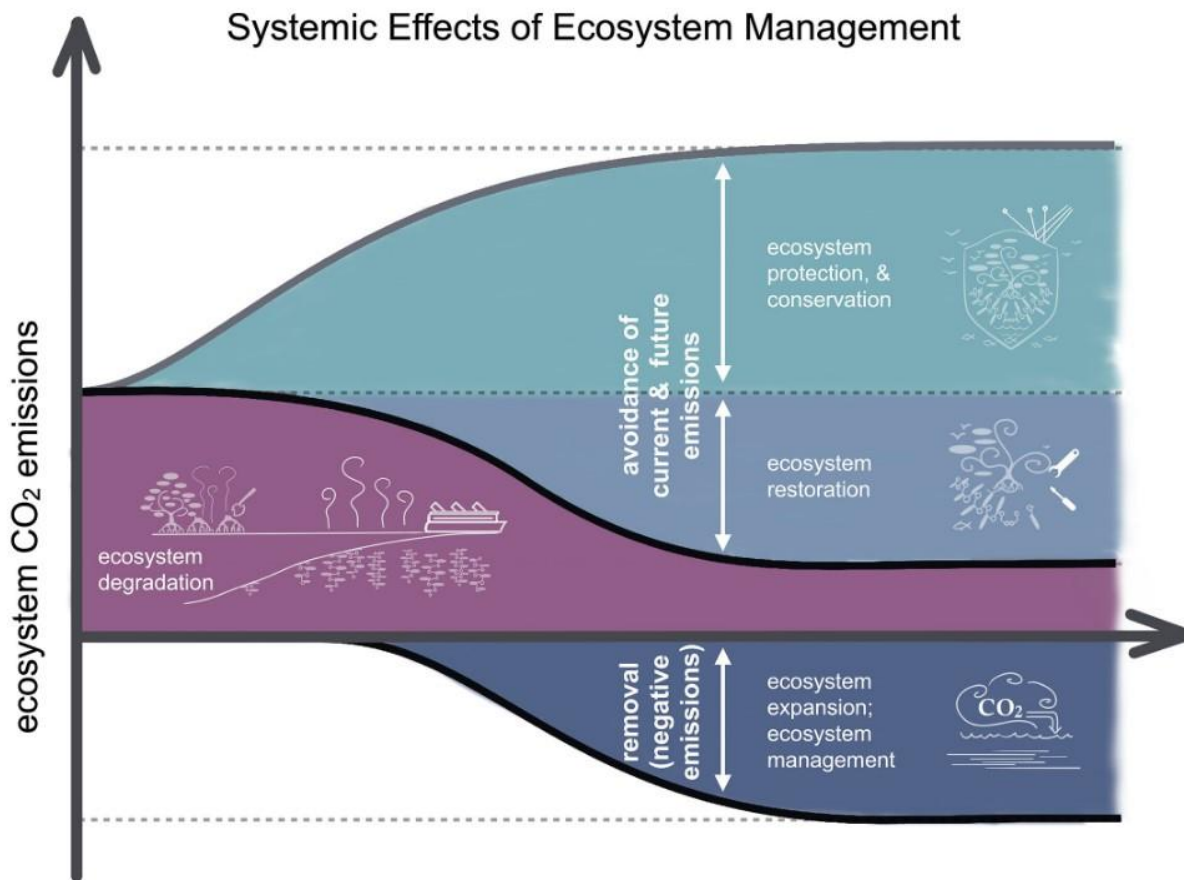 Systemic Effects of Ecosystem Management
ecosystem CO₂ emissions
ecosystem
protection, &
conservation
avoidance of
current & future
emissions
ecosystem
restoration
ecosystem
degradation
removal
(negative
emissions)
ecosystem
expansion;
ecosystem
management
CO₂